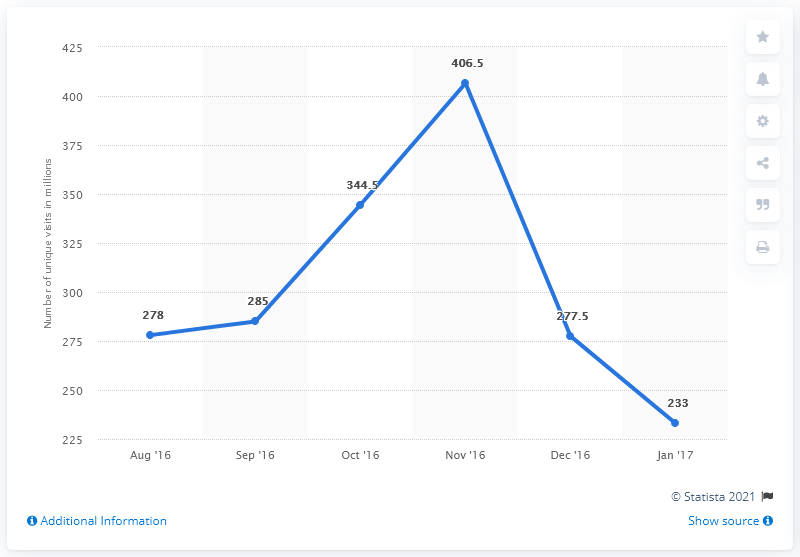 425
400
375
350
325
300
275
250
225
Number of unique visits in millions
278
285
344.5
406.5
277.5
233
Aug '16
Sep '16
Oct '16
Nov '16
Dec '16
Jan '17
© Statista 2021
Additional Information
Show source